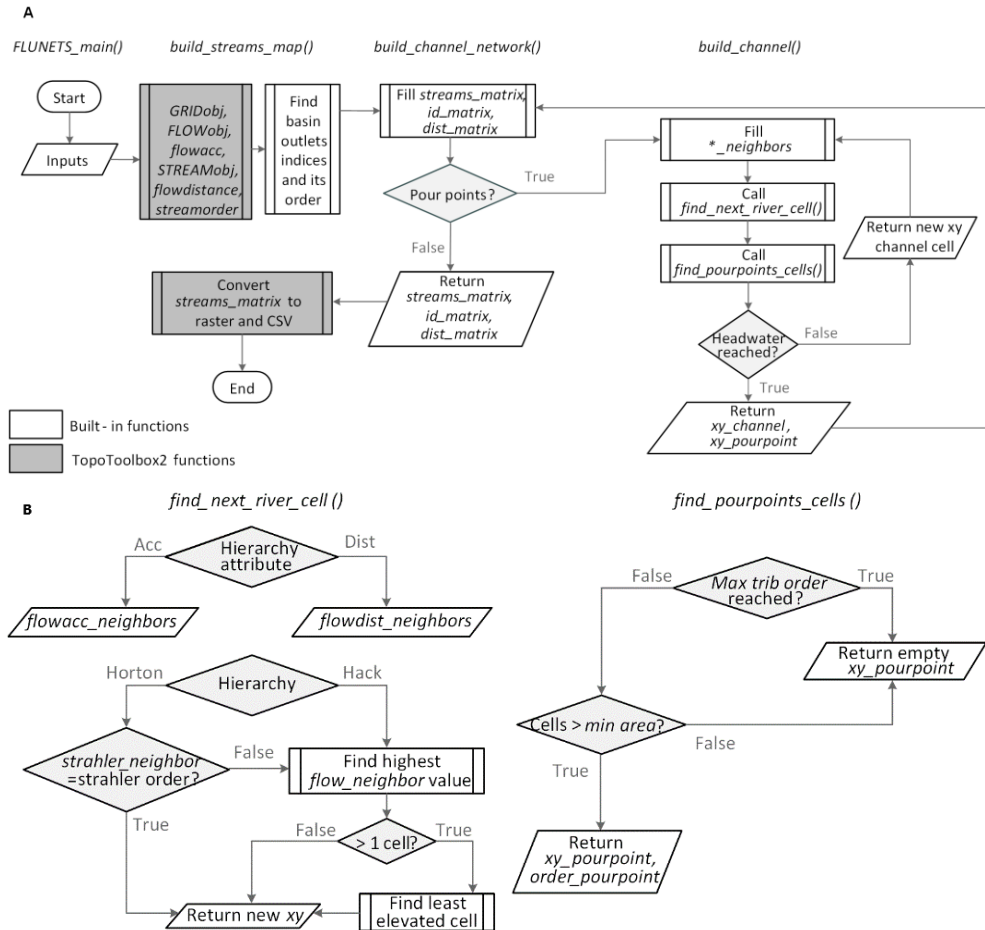 A
FLUNETS_main()
build_streams_map()
build_channel_network()
build_channel()
Start
Inputs
GRIDobj,
FLOWobj,
flowacc,
STREAMobj,
flowdistance,
streamorder
Find
basin
outlets
indices
and its
order
Fill streams_matrix,
id_matrix,
dist_matrix
Pour points?
True
False
Return
streams_matrix,
id_matrix,
dist_matrix
Convert
streams_matrix to
raster and CSV
End
Fill
*_neighbors
Call
find_next_river_cell()
Call
find_pourpoints_cells()
Return new xy
channel cell
Headwater
reached?
False
True
Return
xy_channel,
xy_pourpoint
Built-in functions
TopoToolbox2 functions
B
find_next_river_cell ()
Acc
Hierarchy
attribute
Dist
flowacc_neighbors
flowdist_neighbors
Horton
Hierarchy
Hack
strahler_neighbor
=strahler order?
False
True
Find highest
flow_neighbor value
False
> 1 cell?
True
Return new xy
Find least
elevated cell
find_pourpoints_cells ()
False
Max trib order
reached?
True
Return empty
xy_pourpoint
Cells > min area?
False
True
Return
xy_pourpoint,
order_pourpoint